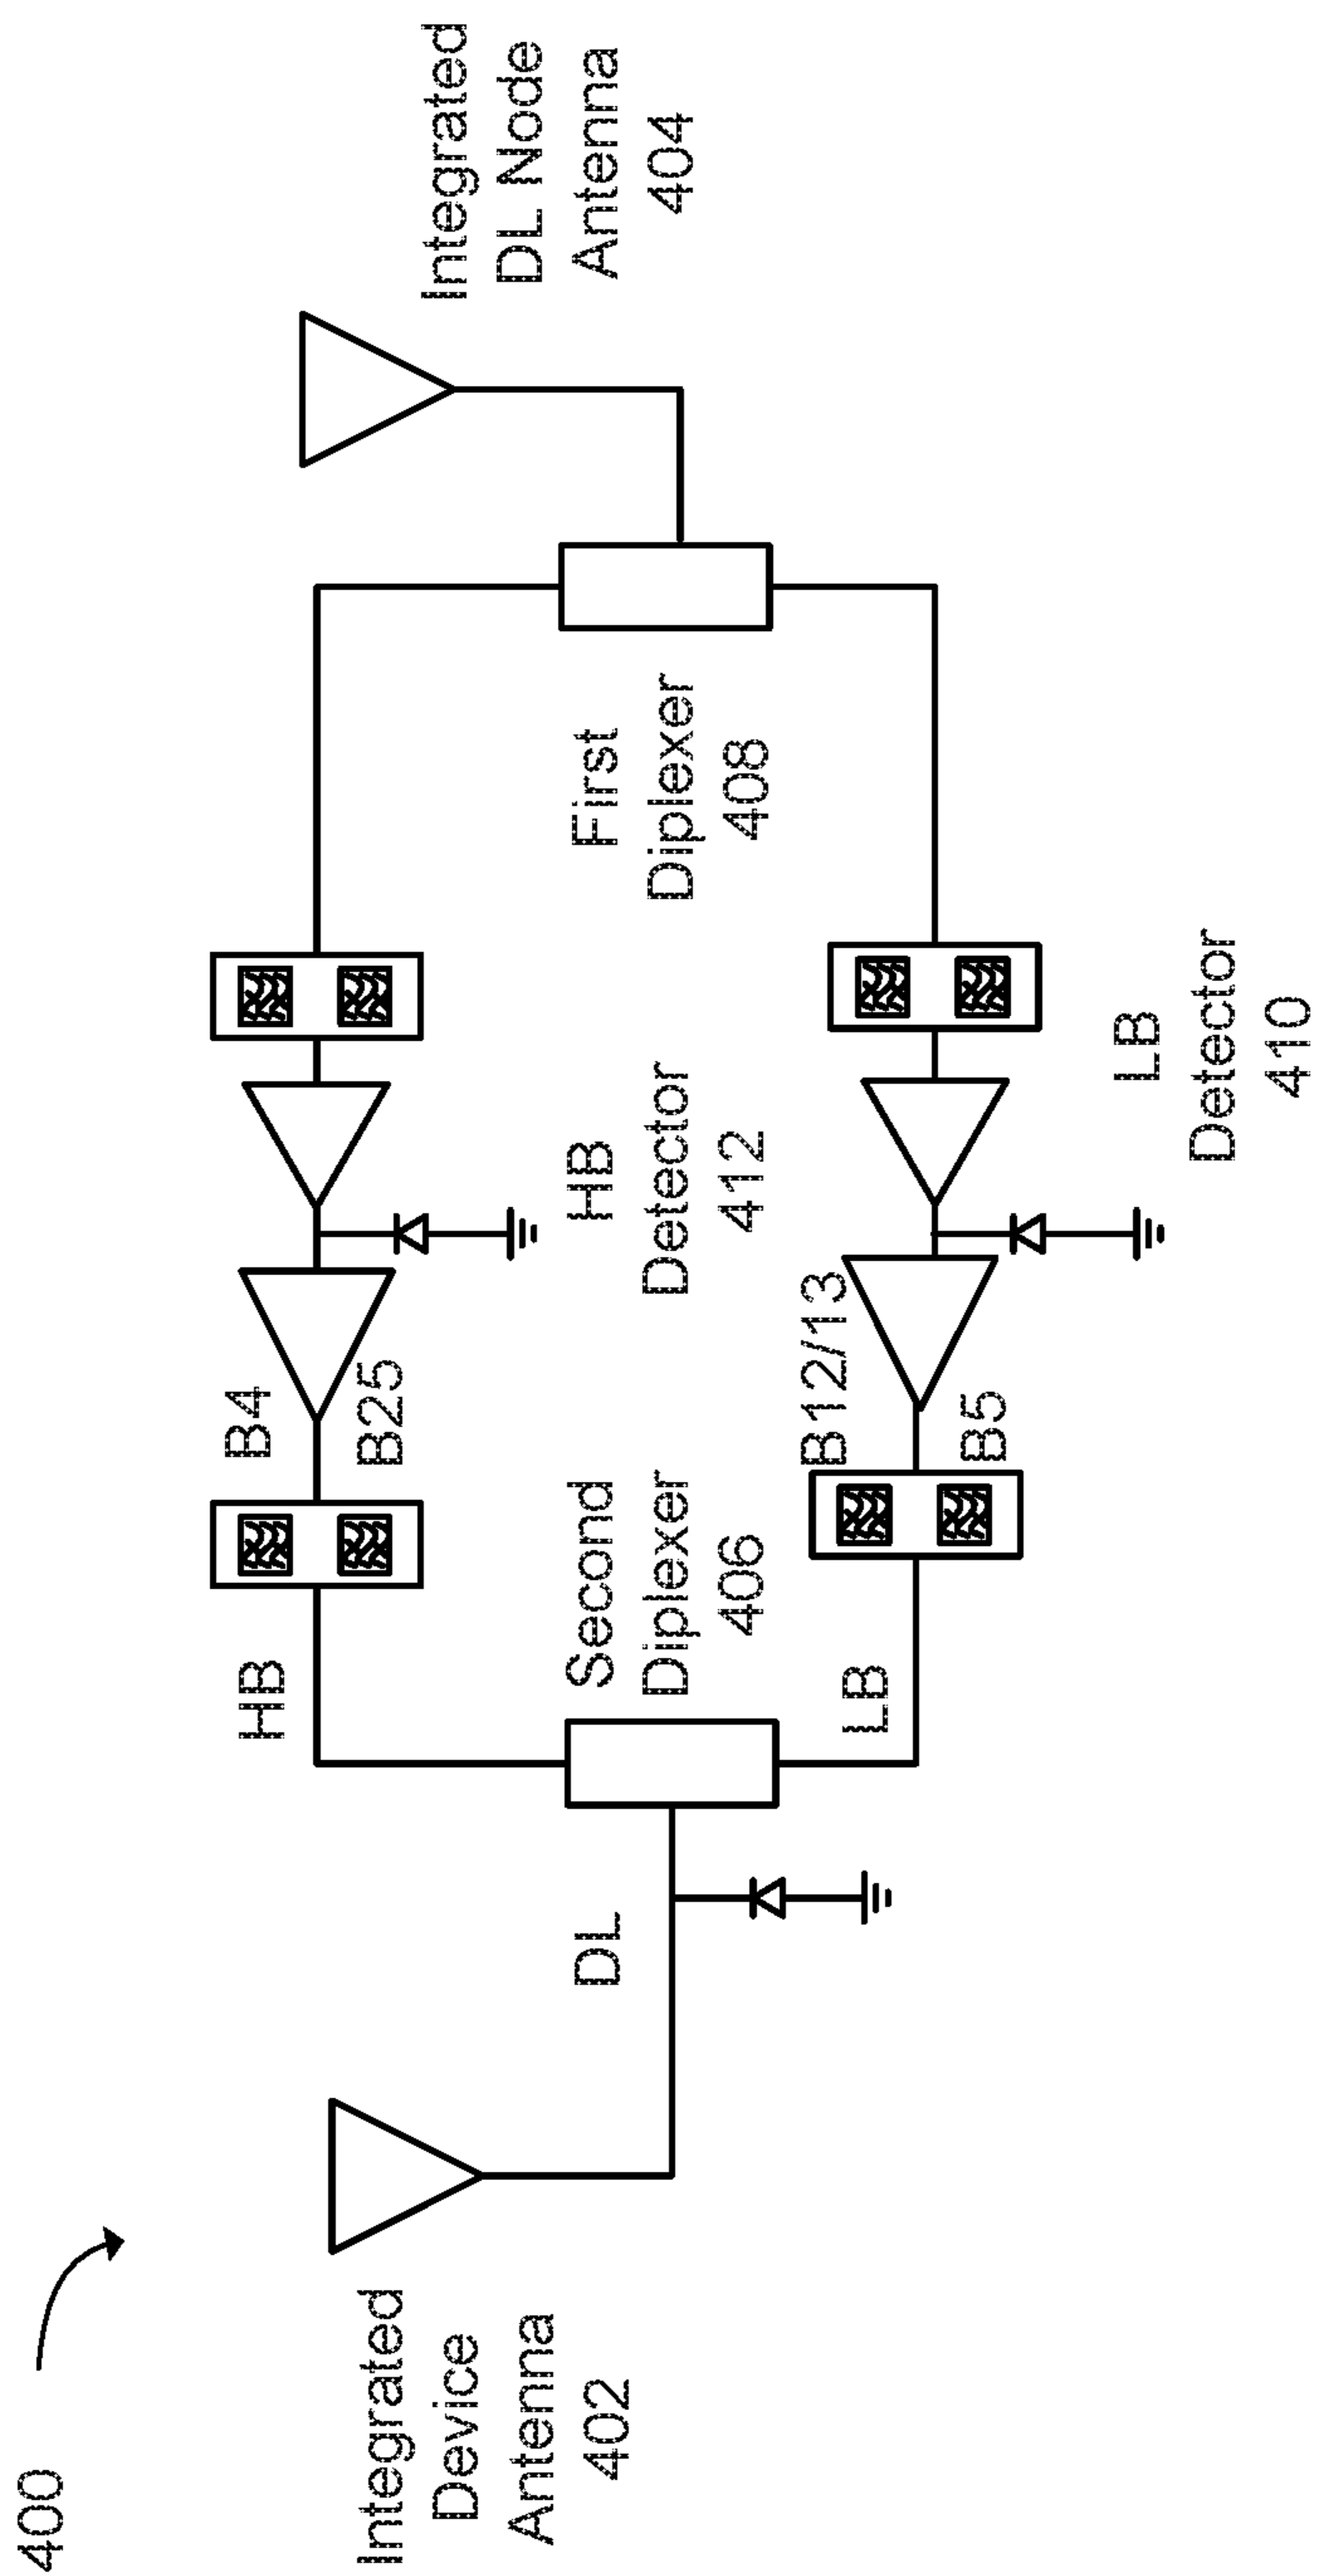 400
Integrated
Device
Antenna
402
DL
HB
LB
Second
Diplexer
406
B4
B25
B12/13
B5
HB
Detector
412
LB
Detector
410
First
Diplexer
408
Integrated
DL Node
Antenna
404